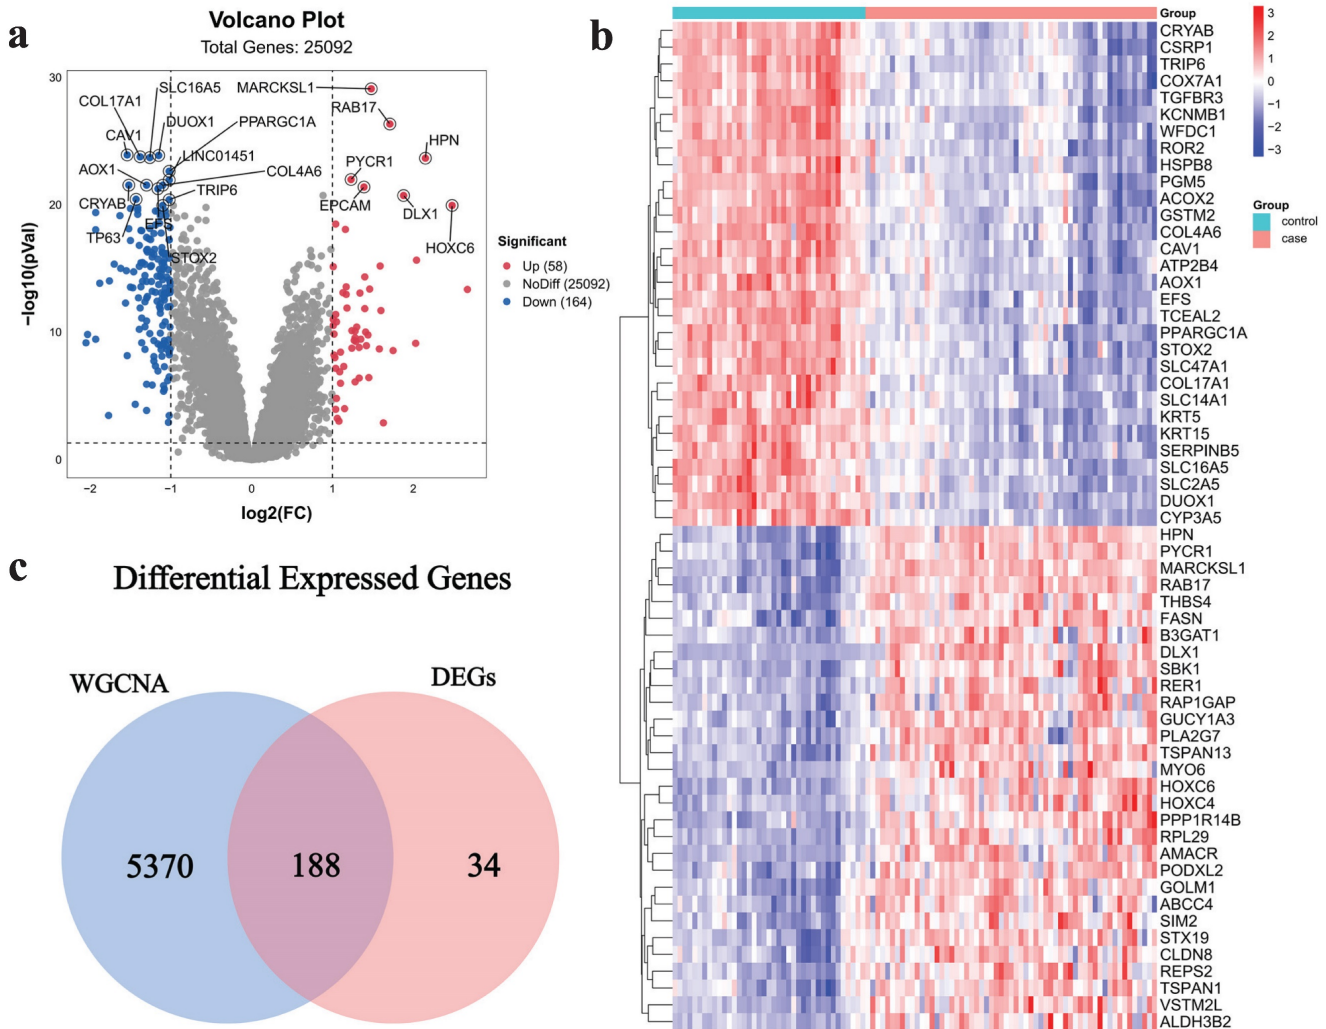 a
Volcano Plot
Total Genes: 25092
30
20
10
0
−log10(pVal)
−2
−1
0
1
2
log2(FC)
SLC16A5
COL17A1
CAV1
DUOX1
PPARGC1A
LINC01451
AOX1
COL4A6
CRYAB
TRIP6
TP63
EFS
STOX2
MARCKSL1
RAB17
HPN
PYCR1
EPCAM
DLX1
HOXC6
Significant
Up (58)
NoDiff (25092)
Down (164)
b
Group
CRYAB
CSRP1
TRIP6
COX7A1
TGFBR3
KCNMB1
WFDC1
ROR2
HSPB8
PGM5
ACOX2
GSTM2
COL4A6
CAV1
ATP2B4
AOX1
EFS
TCEAL2
PPARGC1A
STOX2
SLC47A1
COL17A1
SLC14A1
KRT5
KRT15
SERPINB5
SLC16A5
SLC2A5
DUOX1
CYP3A5
HPN
PYCR1
MARCKSL1
RAB17
THBS4
FASN
B3GAT1
DLX1
SBK1
RER1
RAP1GAP
GUCY1A3
PLA2G7
TSPAN13
MYO6
HOXC6
HOXC4
PPP1R14B
RPL29
AMACR
PODXL2
GOLM1
ABCC4
SIM2
STX19
CLDN8
REPS2
TSPAN1
VSTM2L
ALDH3B2
3
2
1
0
−1
−2
−3
Group
control
case
c
Differential Expressed Genes
WGCNA
DEGs
5370
188
34